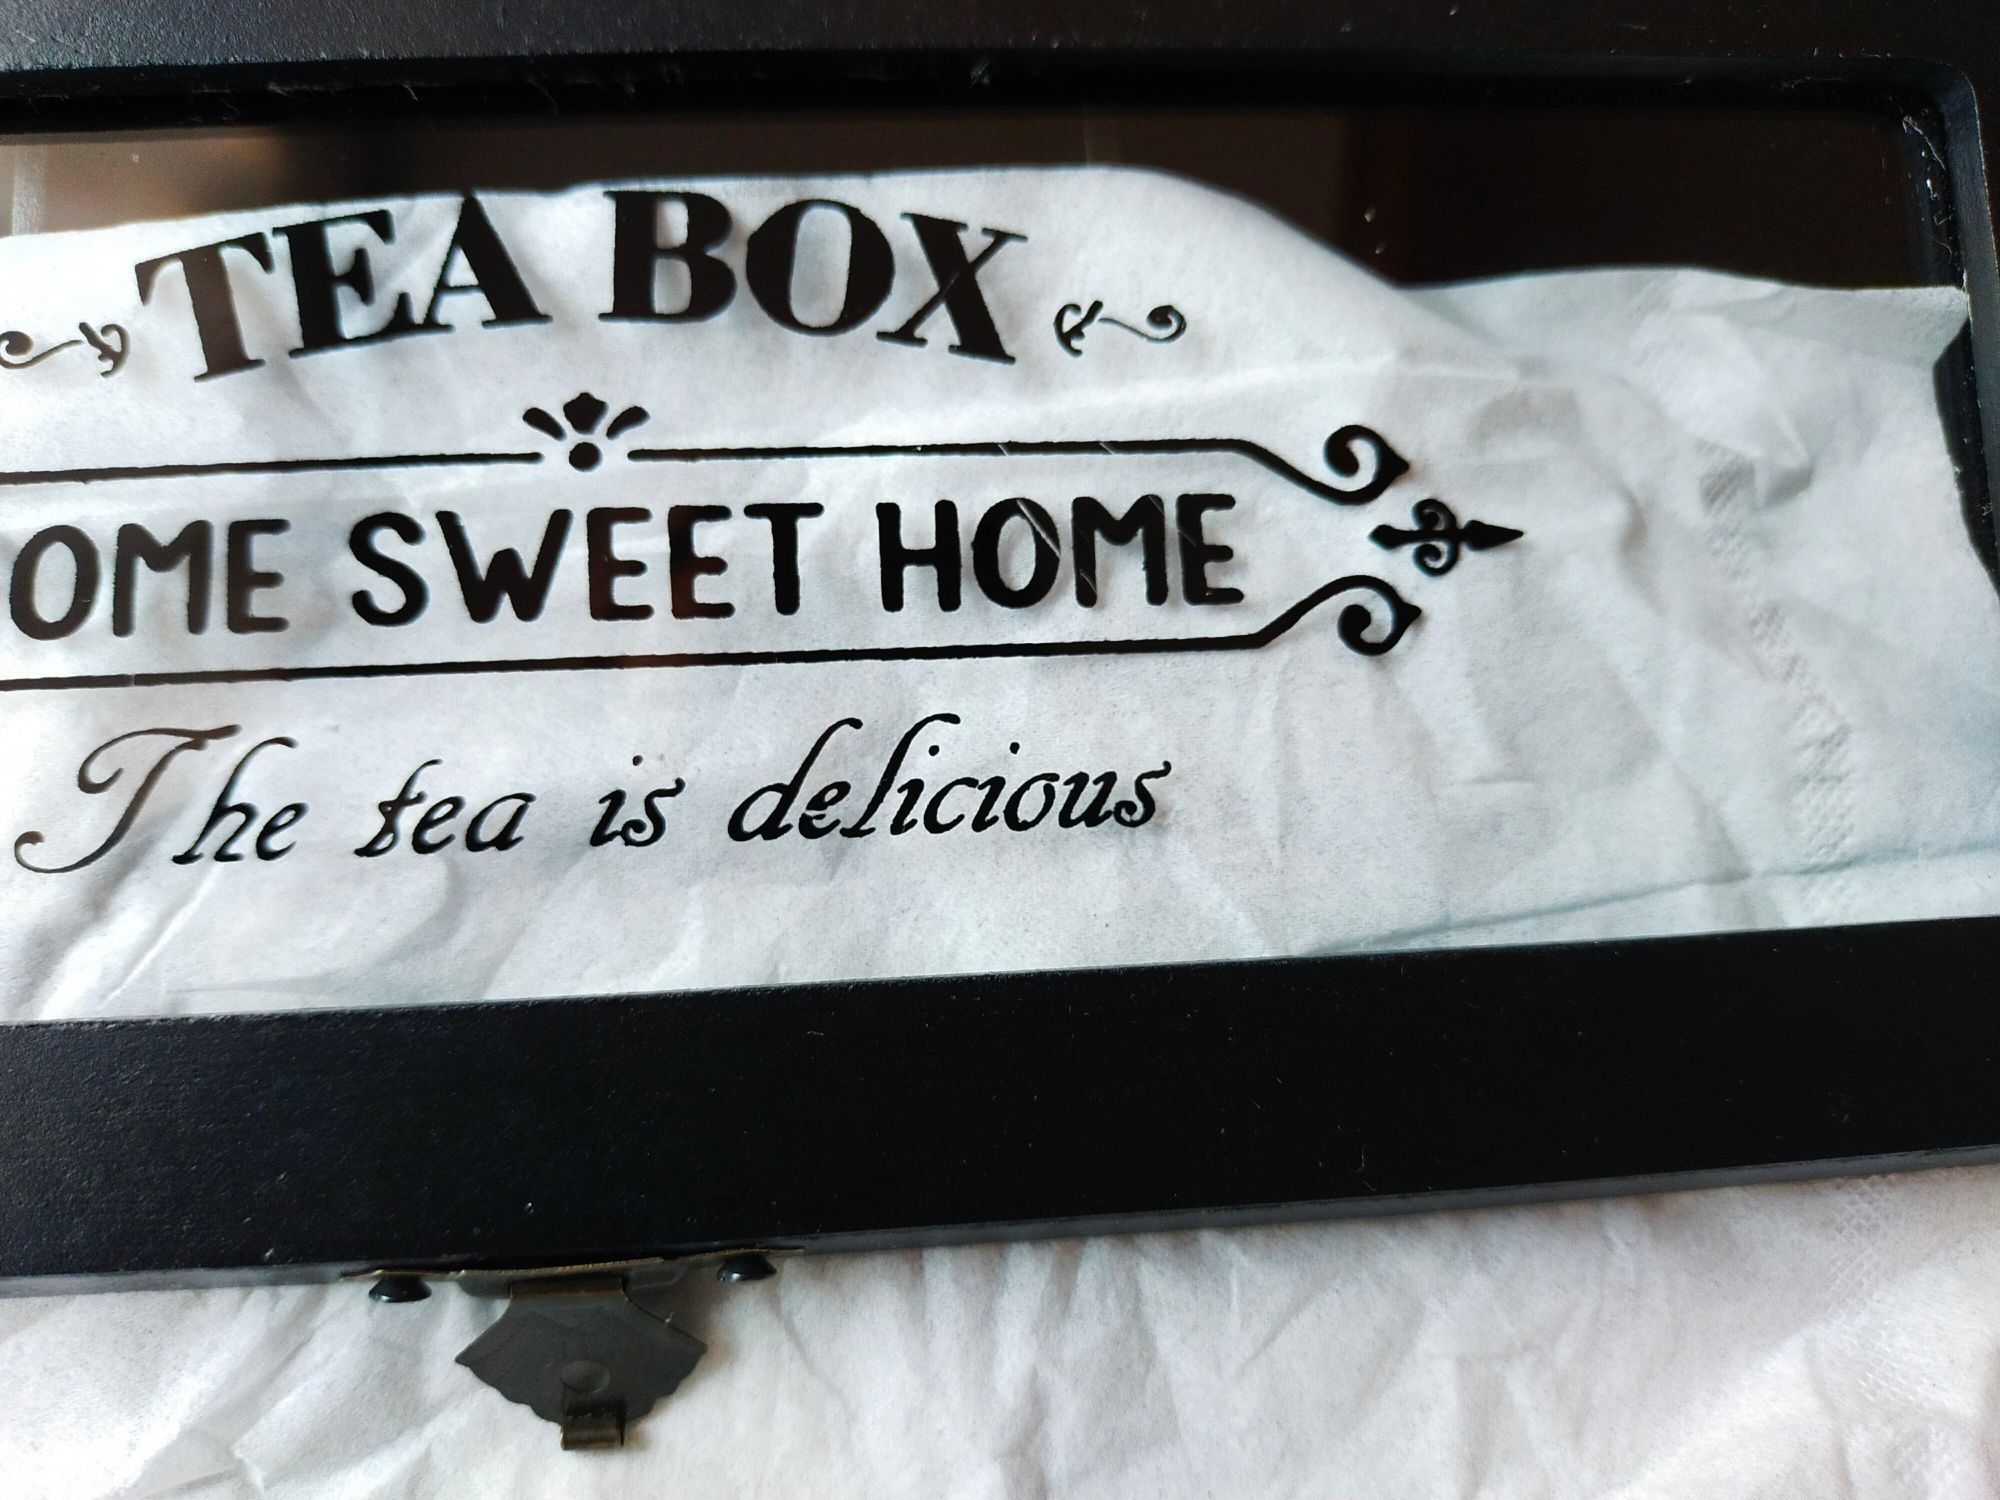 TEA BOX
OME SWEET HOME
The tea is delicious